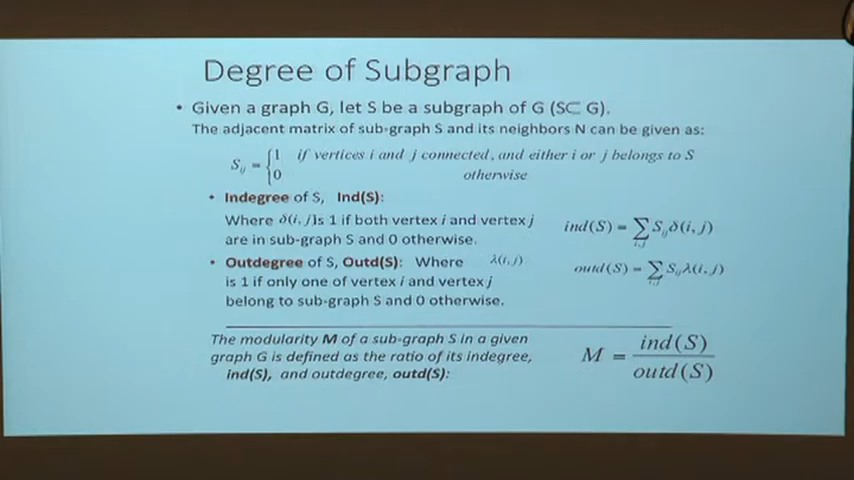 Degree of Subgraph
• Given a graph G, let S be a subgraph of G (S⊂ G).
The adjacent matrix of sub-graph S and its neighbors N can be given as:
S_ij = {1 if vertices i and j connected, and either i or j belongs to S
0 otherwise
• Indegree of S, Ind(S):
Where δ(i, j)Is 1 if both vertex i and vertex j
are in sub-graph S and 0 otherwise.
ind(S) = ∑_{i,j} S_ij δ(i, j)
• Outdegree of S, Outd(S): Where λ(i, j)
is 1 if only one of vertex i and vertex j
belong to sub-graph S and 0 otherwise.
outd(S) = ∑_{i,j} S_ij λ(i, j)
The modularity M of a sub-graph S in a given
graph G is defined as the ratio of its indegree,
ind(S), and outdegree, outd(S):
M = ind(S) / outd(S)